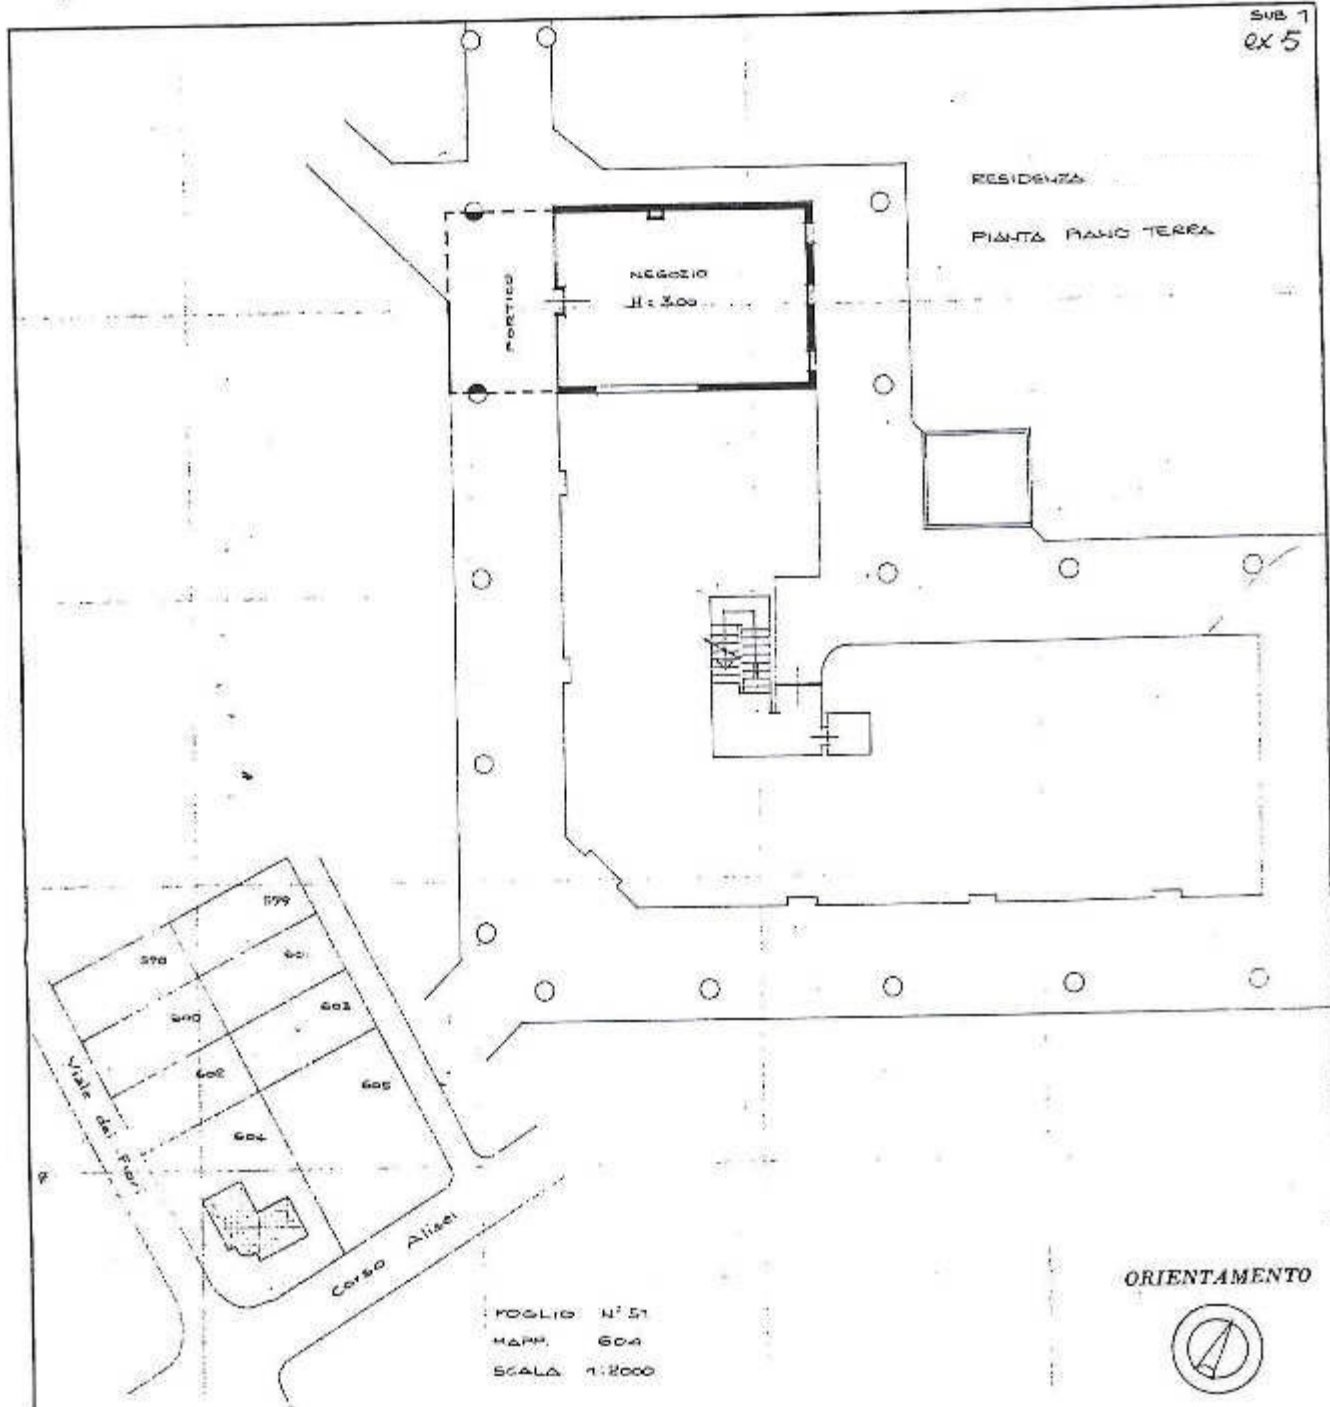 SUB 1
ex 5
RESIDENZA
PIANTA PIANO TERRA
NEGOZIO
H = 3.00
PORTICO
599
598
601
600
603
602
605
604
Viale dei Fiori
Corso Alisei
FOGLIO N° 51
MAPP. 604
SCALA 1:2000
ORIENTAMENTO